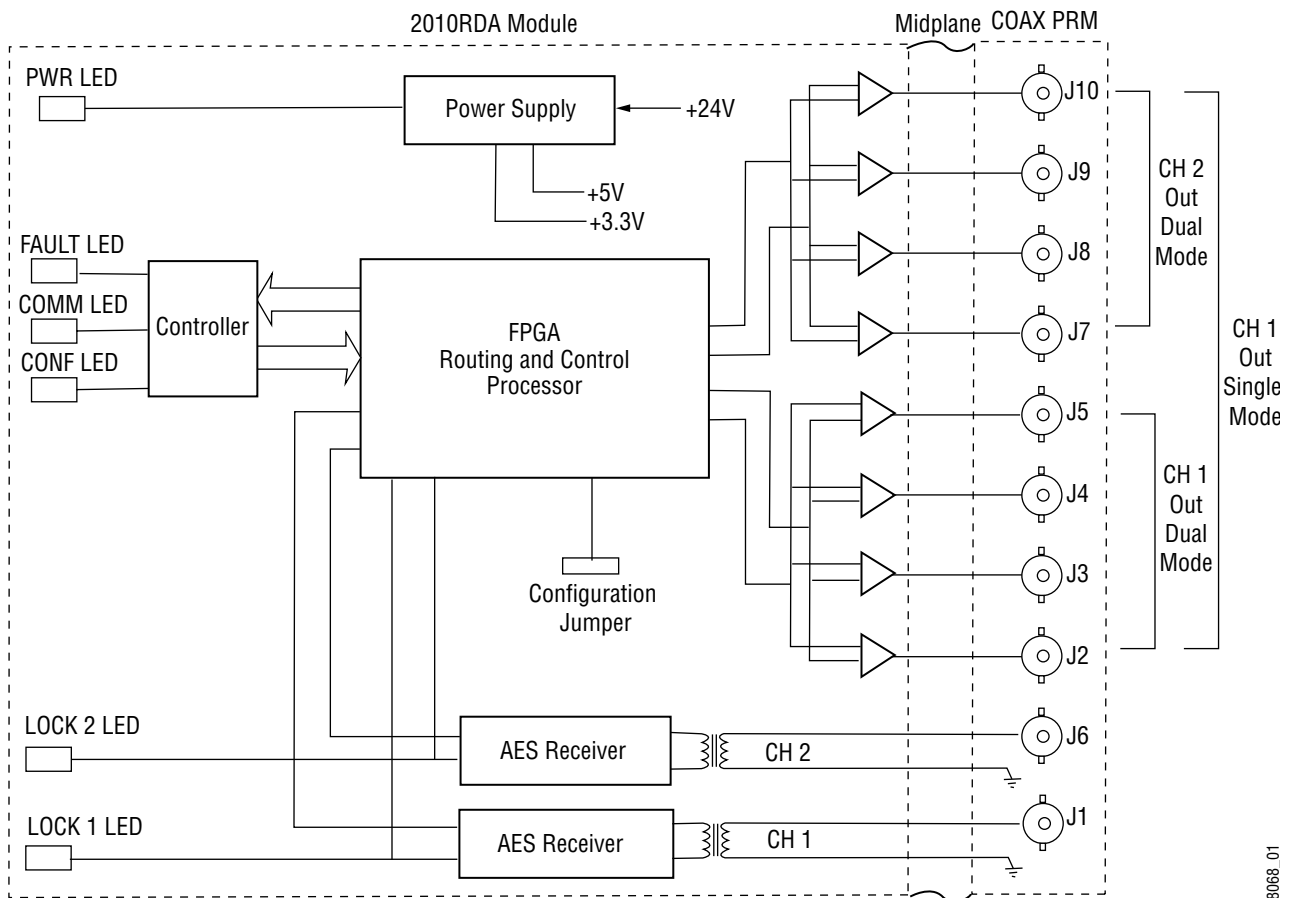 2010RDA Module
Midplane
COAX PRM
PWR LED
Power Supply
+24V
+5V
+3.3V
FAULT LED
COMM LED
CONF LED
Controller
FPGA
Routing and Control
Processor
Configuration
Jumper
J10
J9
J8
J7
J5
J4
J3
J2
J6
J1
CH 2
Out
Dual
Mode
CH 1
Out
Dual
Mode
CH 1
Out
Single
Mode
LOCK 2 LED
AES Receiver
CH 2
LOCK 1 LED
AES Receiver
CH 1
8068_01